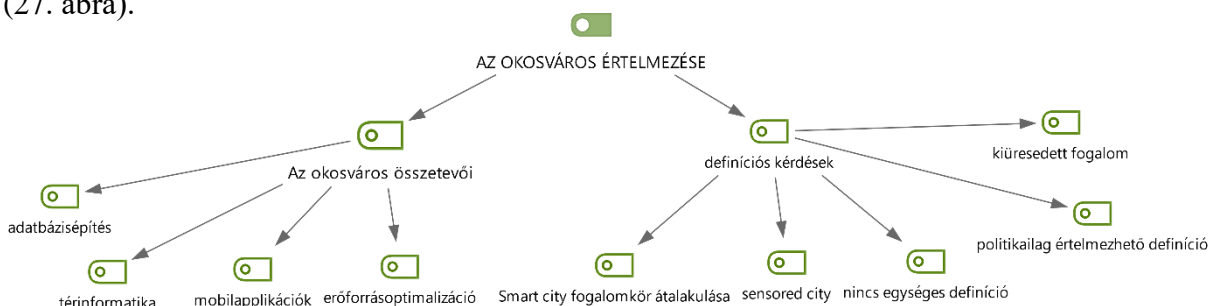 (27. ábra).
AZ OKOSVÁROS ÉRTELMEZÉSE
Az okosváros összetevői
definíciós kérdések
kiüresedett fogalom
adatbázisépítés
politikailag értelmezhető definíció
térinformatika
mobilapplikációk
erőforrásoptimalizáció
Smart city fogalomkör átalakulása
sensored city
nincs egységes definíció